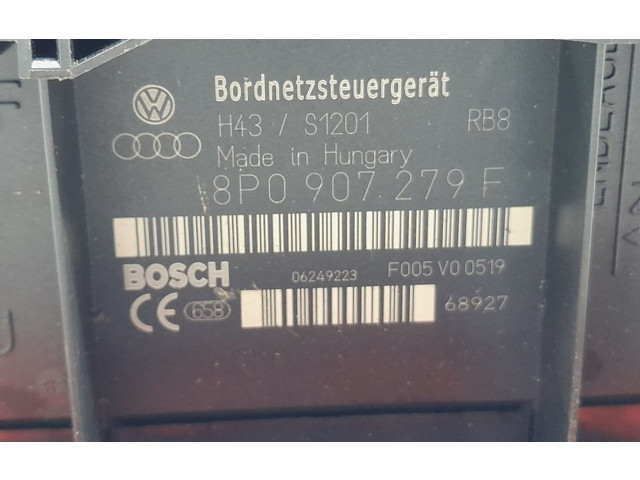 Bordnetzsteuergerät
H43 / S1201 RB8
Made in Hungary
8P0 907 279 F
BOSCH 06249223 F005 V0 0519
CE 658 68927